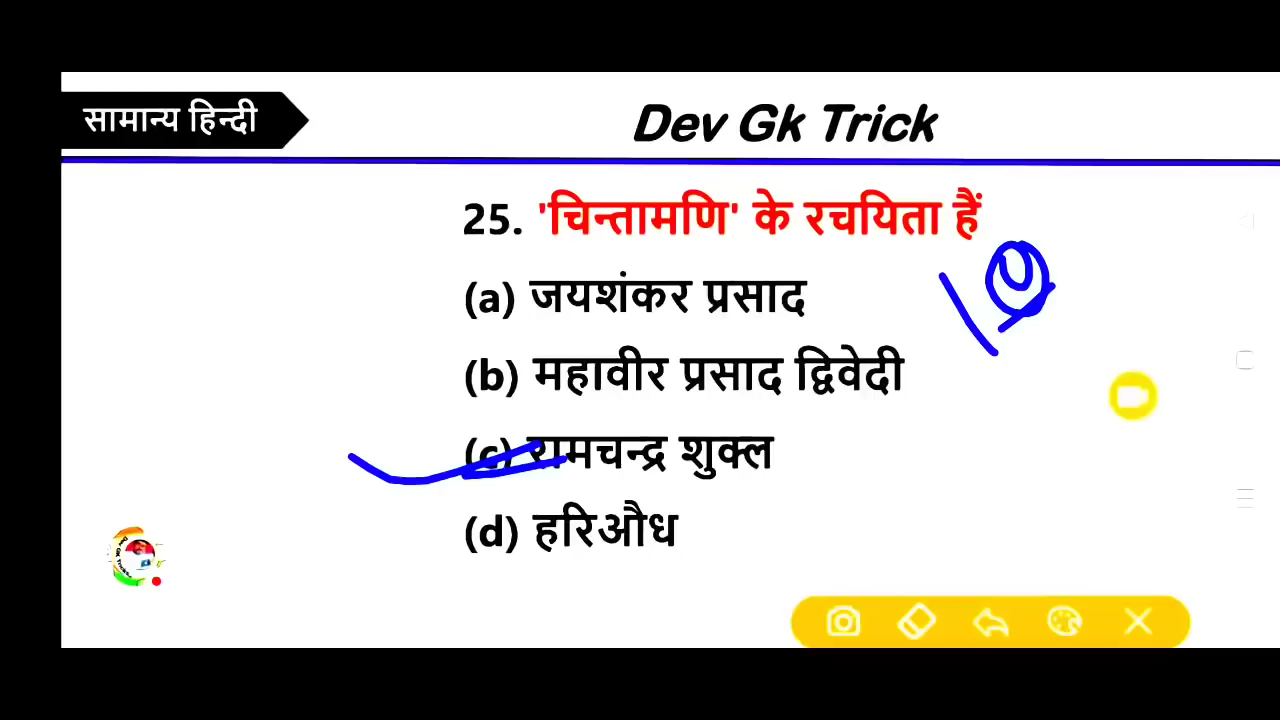 सामान्य हिन्दी
Dev Gk Trick
25. 'चिन्तामणि' के रचयिता हैं
(a) जयशंकर प्रसाद
(b) महावीर प्रसाद द्विवेदी
(c) रामचन्द्र शुक्ल
(d) हरिऔध